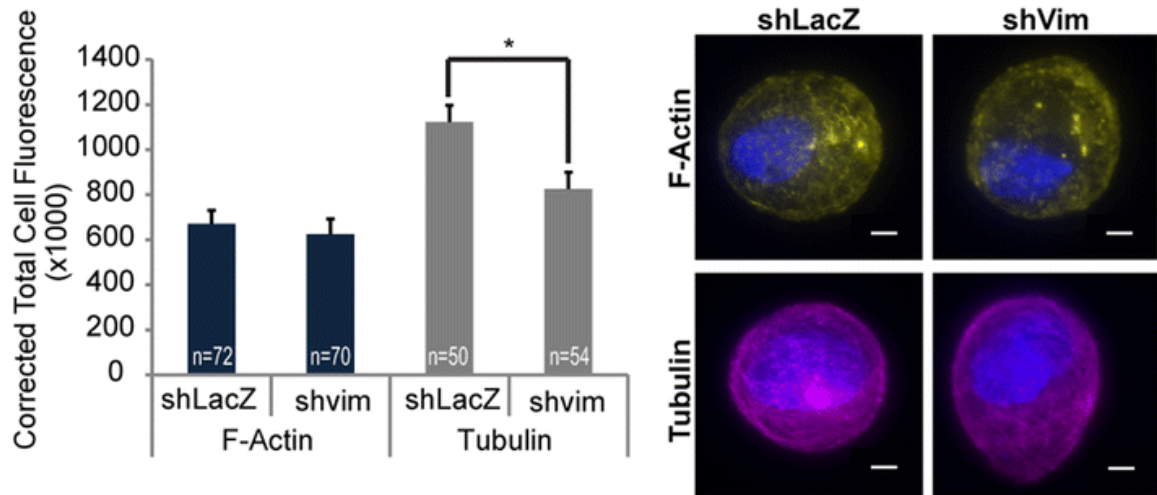 Corrected Total Cell Fluorescence
(x1000)
1400
1200
1000
800
600
400
200
0
*
n=72
n=70
n=50
n=54
shLacZ
shvim
shLacZ
shvim
F-Actin
Tubulin
shLacZ
shVim
F-Actin
Tubulin